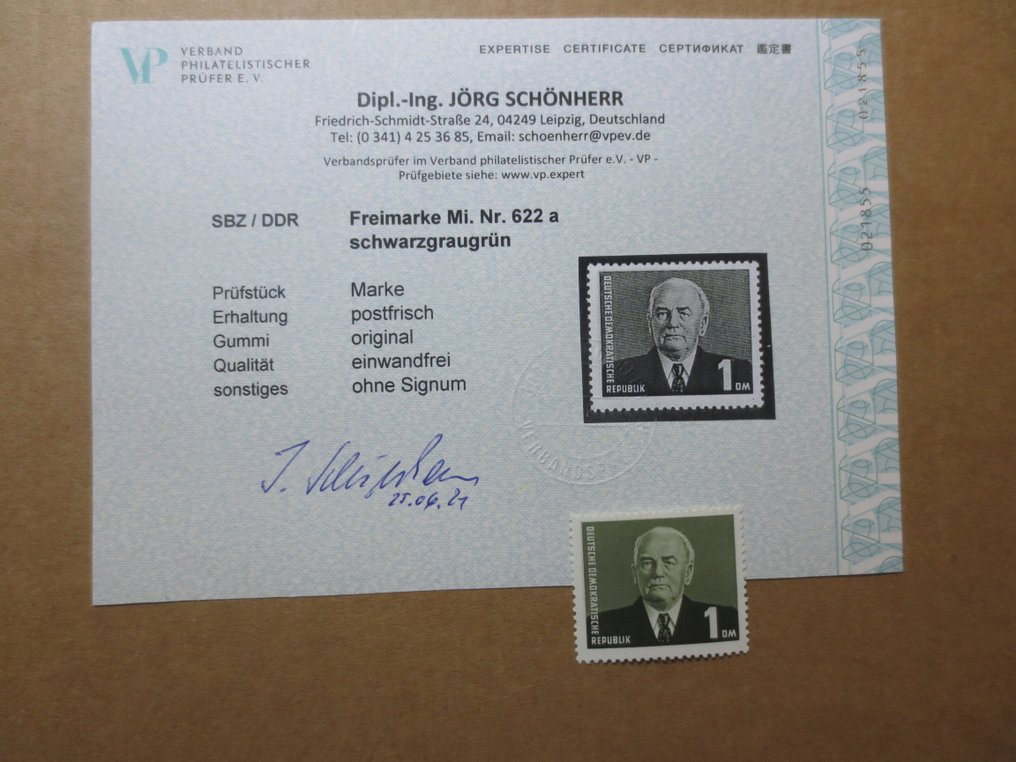 VP VERBAND
PHILATELISTISCHER
PRÜFER E. V.
EXPERTISE CERTIFICATE СЕРТИФИКАТ 鑑定書
Dipl.-Ing. JÖRG SCHÖNHERR
Friedrich-Schmidt-Straße 24, 04249 Leipzig, Deutschland
Tel: (0 341) 4 25 36 85, Email: schoenherr@vpev.de
Verbandsprüfer im Verband philatelistischer Prüfer e.V. - VP -
Prüfgebiete siehe: www.vp.expert
SBZ / DDR Freimarke Mi. Nr. 622 a
schwarzgraugrün
Prüfstück Marke
Erhaltung postfrisch
Gummi original
Qualität einwandfrei
sonstiges ohne Signum
021855
021855
DEUTSCHE DEMOKRATISCHE
REPUBLIK
1 DM
DEUTSCHE DEMOKRATISCHE
REPUBLIK
1 DM